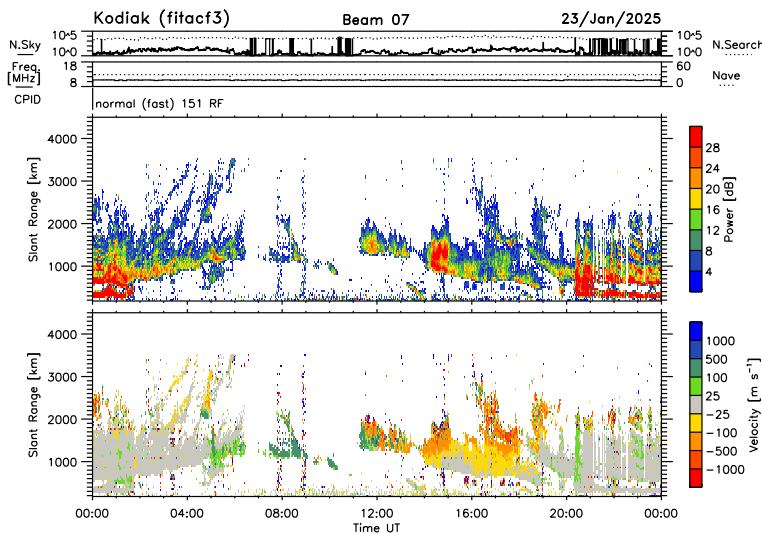 Kodiak (fitacf3) Beam 07 23/Jan/2025
N.Sky 10^5 10^0 10^5 10^0 N.Search
Freq. [MHz] 18 8 60 0 Nave
CPID normal (fast) 151 RF
Slant Range [km] 4000 3000 2000 1000
Power [dB] 28 24 20 16 12 8 4
Slant Range [km] 4000 3000 2000 1000
Velocity [m s⁻¹] 1000 500 100 25 −25 −100 −500 −1000
00:00 04:00 08:00 12:00 16:00 20:00 00:00
Time UT